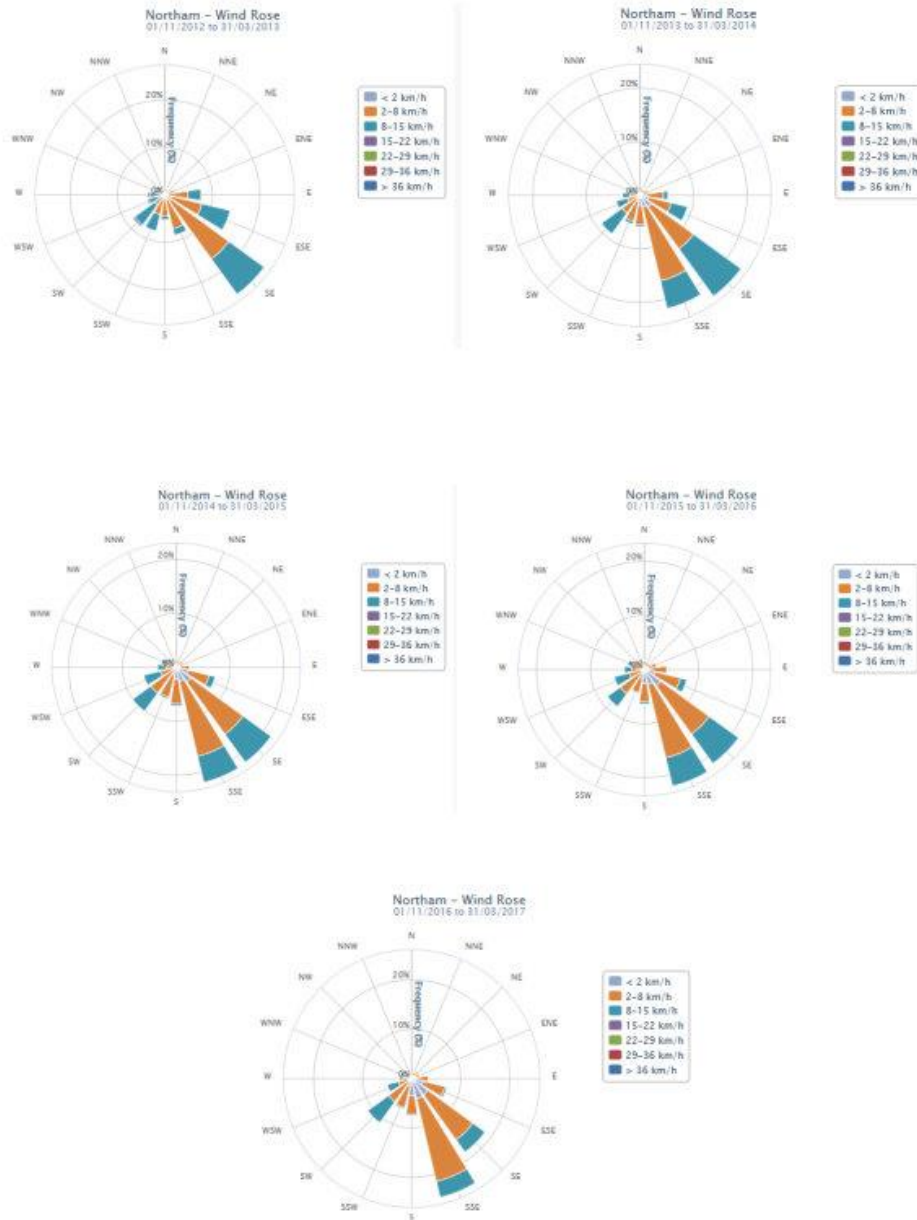 Northam – Wind Rose
01/11/2012 to 31/03/2013
N
NNE
NE
ENE
E
ESE
SE
SSE
S
SSW
SW
WSW
W
WNW
NW
NNW
20%
10%
0%
Frequency (%)
< 2 km/h
2–8 km/h
8–15 km/h
15–22 km/h
22–29 km/h
29–36 km/h
> 36 km/h
Northam – Wind Rose
01/11/2013 to 31/03/2014
N
NNE
NE
ENE
E
ESE
SE
SSE
S
SSW
SW
WSW
W
WNW
NW
NNW
20%
10%
0%
Frequency (%)
< 2 km/h
2–8 km/h
8–15 km/h
15–22 km/h
22–29 km/h
29–36 km/h
> 36 km/h
Northam – Wind Rose
01/11/2014 to 31/03/2015
N
NNE
NE
ENE
E
ESE
SE
SSE
S
SSW
SW
WSW
W
WNW
NW
NNW
20%
10%
0%
Frequency (%)
< 2 km/h
2–8 km/h
8–15 km/h
15–22 km/h
22–29 km/h
29–36 km/h
> 36 km/h
Northam – Wind Rose
01/11/2015 to 31/03/2016
N
NNE
NE
ENE
E
ESE
SE
SSE
S
SSW
SW
WSW
W
WNW
NW
NNW
20%
10%
0%
Frequency (%)
< 2 km/h
2–8 km/h
8–15 km/h
15–22 km/h
22–29 km/h
29–36 km/h
> 36 km/h
Northam – Wind Rose
01/11/2016 to 31/03/2017
N
NNE
NE
ENE
E
ESE
SE
SSE
S
SSW
SW
WSW
W
WNW
NW
NNW
20%
10%
0%
Frequency (%)
< 2 km/h
2–8 km/h
8–15 km/h
15–22 km/h
22–29 km/h
29–36 km/h
> 36 km/h